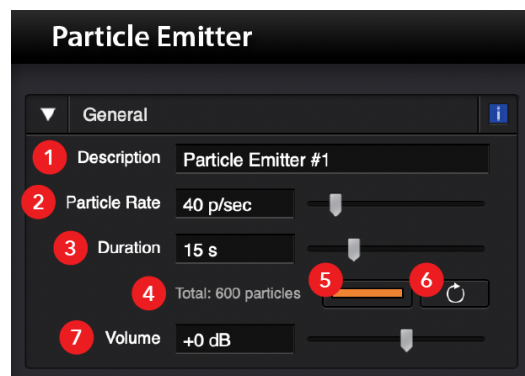 Particle Emitter
General i
1 Description Particle Emitter #1
2 Particle Rate 40 p/sec
3 Duration 15 s
4 Total: 600 particles 5 6
7 Volume +0 dB